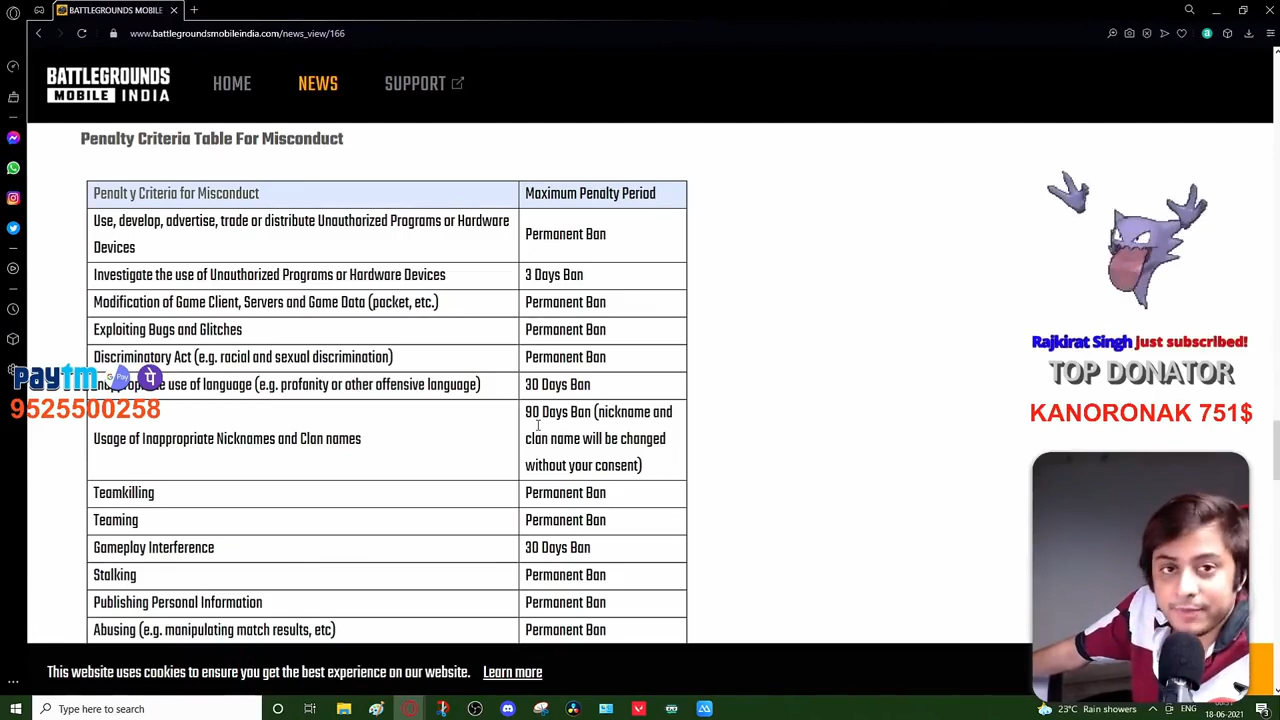 BATTLEGROUNDS MOBILE
www.battlegroundsmobileindia.com/news_view/166
BATTLEGROUNDS
MOBILE INDIA
HOME
NEWS
SUPPORT
Penalty Criteria Table For Misconduct
Penalt y Criteria for Misconduct
Maximum Penalty Period
Use, develop, advertise, trade or distribute Unauthorized Programs or Hardware
Devices
Permanent Ban
Investigate the use of Unauthorized Programs or Hardware Devices
3 Days Ban
Modification of Game Client, Servers and Game Data (packet, etc.)
Permanent Ban
Exploiting Bugs and Glitches
Permanent Ban
Discriminatory Act (e.g. racial and sexual discrimination)
Permanent Ban
use of language (e.g. profanity or other offensive language)
30 Days Ban
Usage of Inappropriate Nicknames and Clan names
90 Days Ban (nickname and
clan name will be changed
without your consent)
Teamkilling
Permanent Ban
Teaming
Permanent Ban
Gameplay Interference
30 Days Ban
Stalking
Permanent Ban
Publishing Personal Information
Permanent Ban
Abusing (e.g. manipulating match results, etc)
Permanent Ban
Paytm
G Pay
9525500258
Rajkirat Singh just subscribed!
TOP DONATOR
KANORONAK 751$
This website uses cookies to ensure you get the best experience on our website. Learn more
Type here to search
23°C Rain showers
ENG
18-06-2021